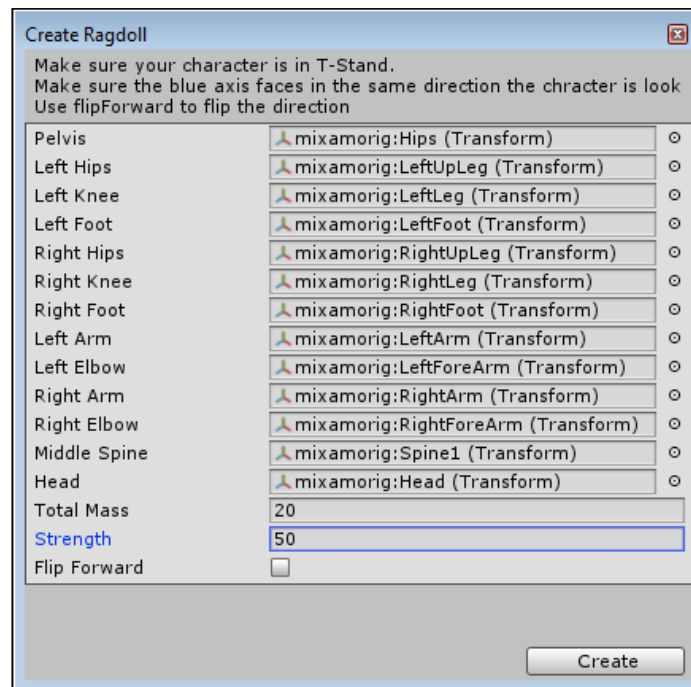 Create Ragdoll
Make sure your character is in T-Stand.
Make sure the blue axis faces in the same direction the chracter is look
Use flipForward to flip the direction
Pelvis mixamorig:Hips (Transform)
Left Hips mixamorig:LeftUpLeg (Transform)
Left Knee mixamorig:LeftLeg (Transform)
Left Foot mixamorig:LeftFoot (Transform)
Right Hips mixamorig:RightUpLeg (Transform)
Right Knee mixamorig:RightLeg (Transform)
Right Foot mixamorig:RightFoot (Transform)
Left Arm mixamorig:LeftArm (Transform)
Left Elbow mixamorig:LeftForeArm (Transform)
Right Arm mixamorig:RightArm (Transform)
Right Elbow mixamorig:RightForeArm (Transform)
Middle Spine mixamorig:Spine1 (Transform)
Head mixamorig:Head (Transform)
Total Mass 20
Strength 50
Flip Forward
Create